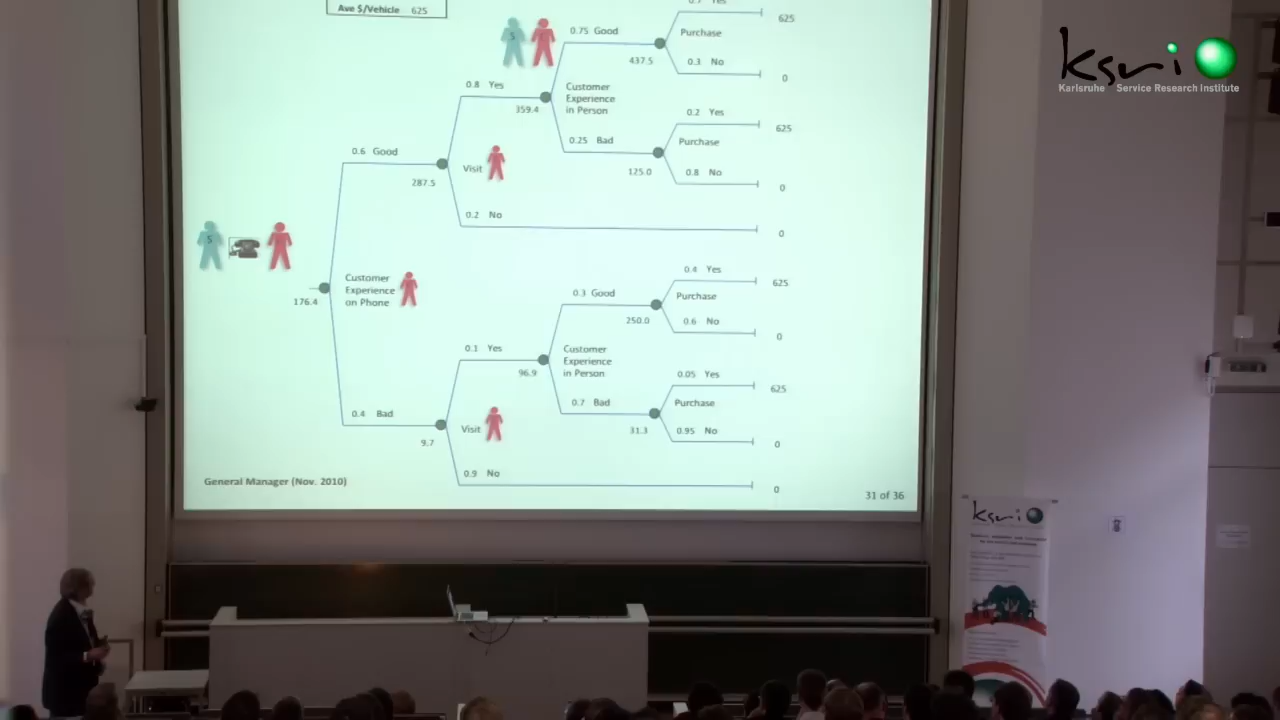 Ave $/Vehicle 625
0.7 Yes
625
0.75 Good
Purchase
437.5
0.3 No
0
0.8 Yes
Customer
Experience
in Person
359.4
0.2 Yes
625
0.25 Bad
Purchase
125.0
0.8 No
0
0.6 Good
Visit
287.5
0.2 No
0
S
S
Customer
Experience
on Phone
176.4
0.4 Yes
625
0.3 Good
Purchase
250.0
0.6 No
0
0.1 Yes
Customer
Experience
in Person
96.9
0.05 Yes
625
0.7 Bad
Purchase
31.3
0.95 No
0
0.4 Bad
Visit
9.7
0.9 No
0
General Manager (Nov. 2010)
31 of 36
ksri
Karlsruhe Service Research Institute
ksri